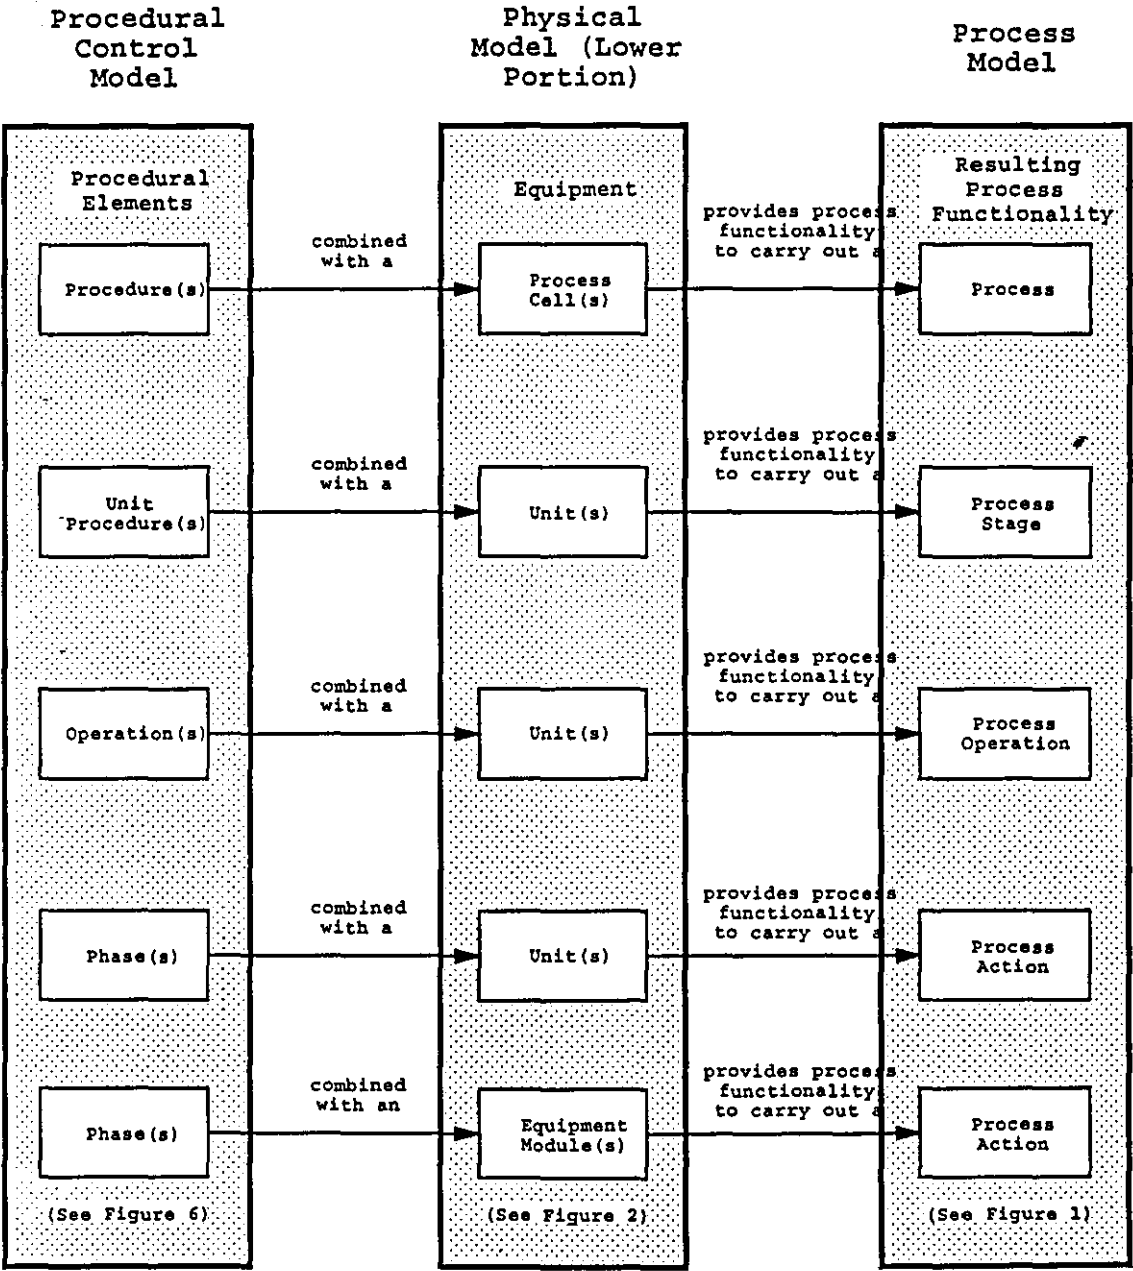 Procedural
Control
Model
Physical
Model (Lower
Portion)
Process
Model
Procedural
Elements
Equipment
Resulting
Process
Functionality
Procedure(s)
combined
with a
Process
Cell(s)
provides process
functionality
to carry out a
Process
Unit
Procedure(s)
combined
with a
Unit(s)
provides process
functionality
to carry out a
Process
Stage
Operation(s)
combined
with a
Unit(s)
provides process
functionality
to carry out a
Process
Operation
Phase(s)
combined
with a
Unit(s)
provides process
functionality
to carry out a
Process
Action
Phase(s)
combined
with an
Equipment
Module(s)
provides process
functionality
to carry out a
Process
Action
(See Figure 6)
(See Figure 2)
(See Figure 1)